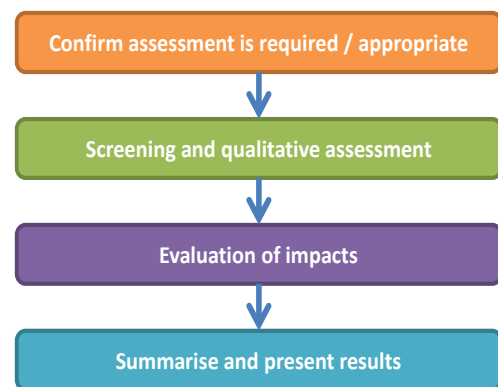 Confirm assessment is required / appropriate
Screening and qualitative assessment
Evaluation of impacts
Summarise and present results